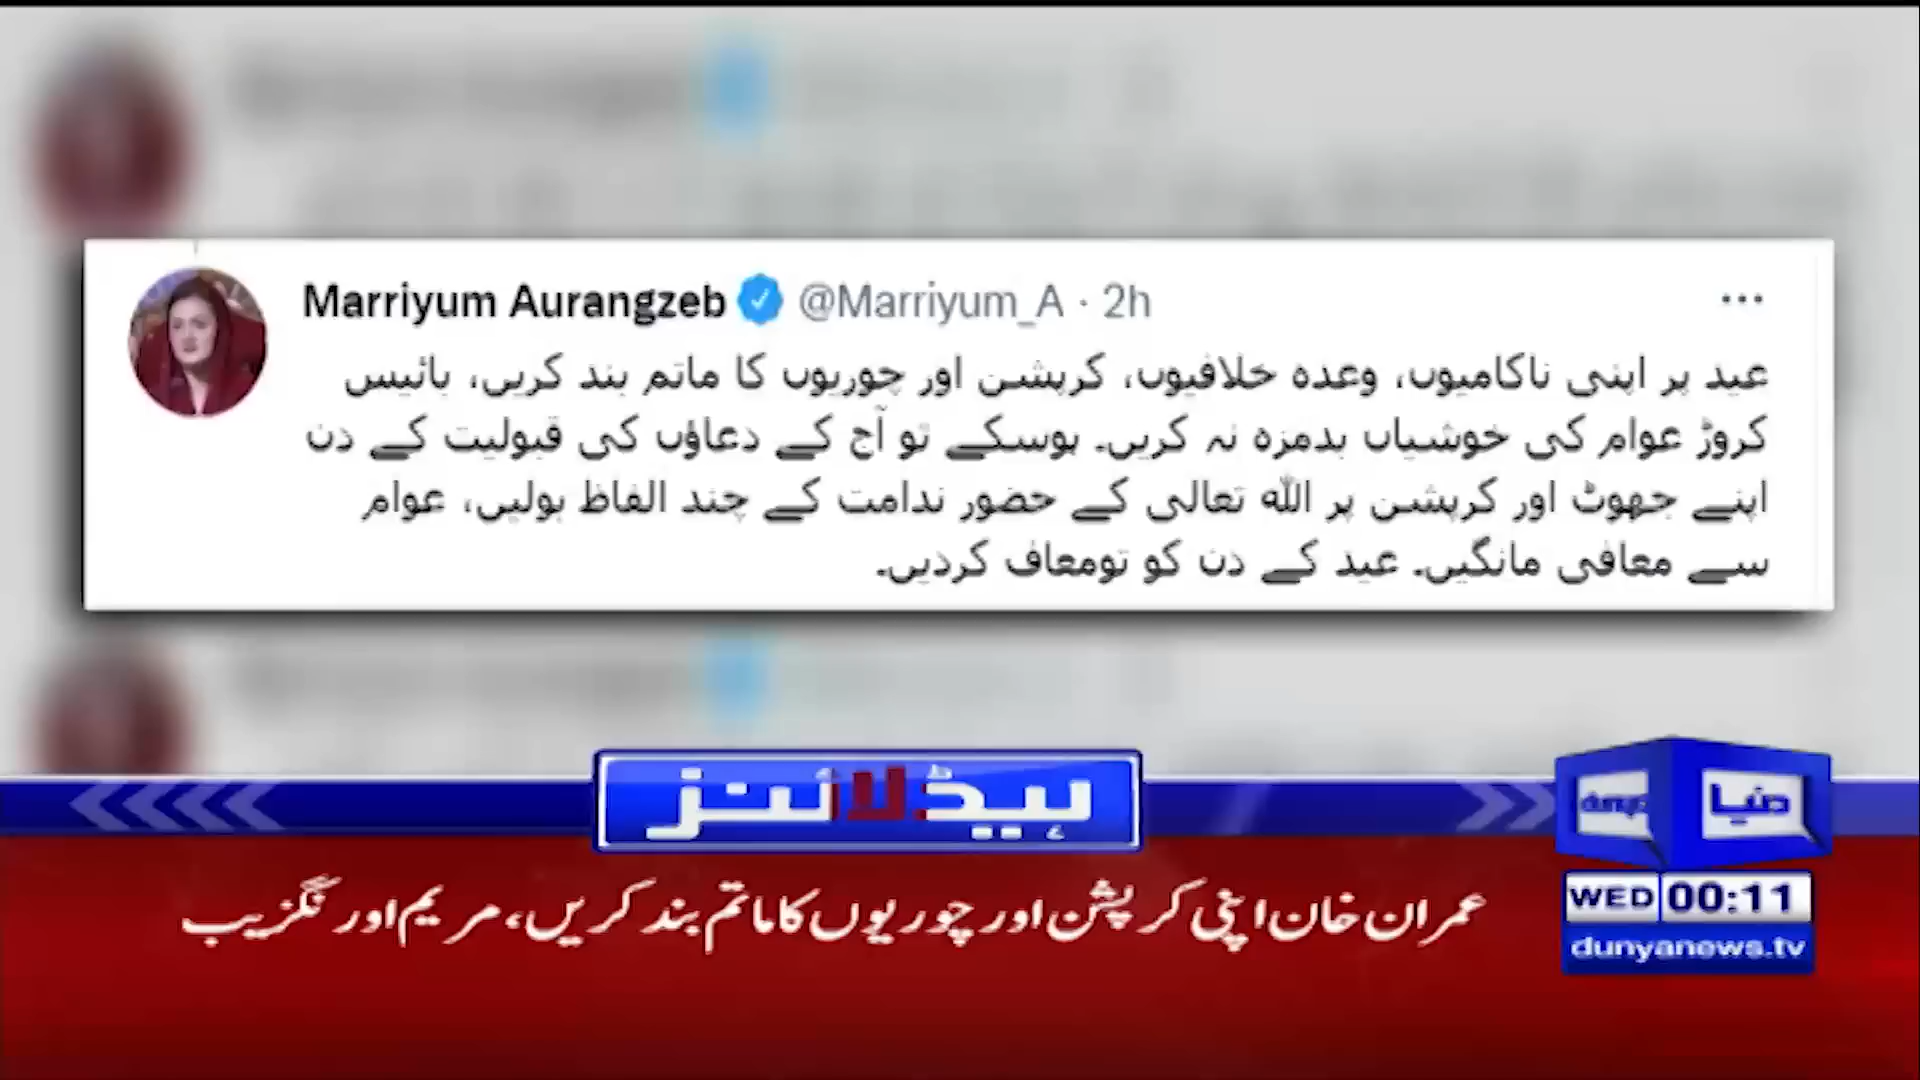 Marriyum Aurangzeb @Marriyum_A · 2h
عید پر اپنی ناکامیوں، وعدہ خلافیوں، کرپشن اور چوریوں کا ماتم بند کریں، بائیس
کروڑ عوام کی خوشیاں بدمزہ نہ کریں۔ ہوسکے تو آج کے دعاؤں کی قبولیت کے دن
اپنے جھوٹ اور کرپشن پر اللہ تعالی کے حضور ندامت کے چند الفاظ بولیں، عوام
سے معافی مانگیں۔ عید کے دن کو تومعاف کردیں۔
ہیڈلائنز
دنیا
عمران خان اپنی کرپشن اور چوریوں کا ماتم بند کریں، مریم اورنگزیب
WED 00:11
dunyanews.tv